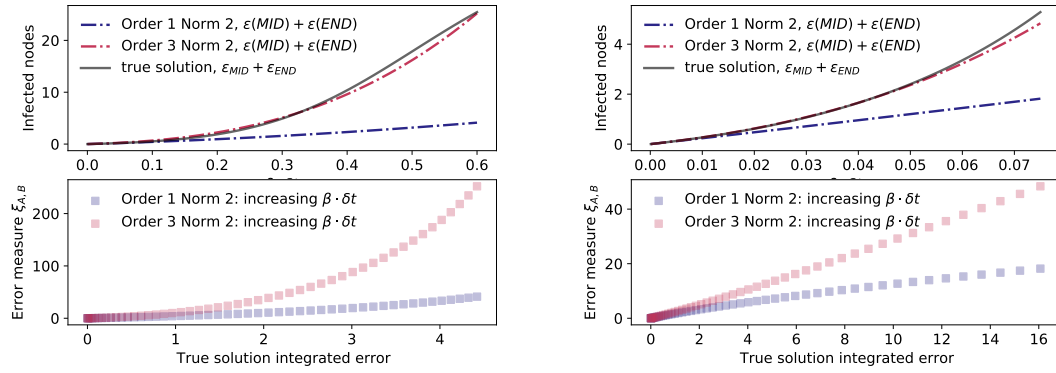 Infected nodes
20
10
0
Order 1 Norm 2, ε(MID) + ε(END)
Order 3 Norm 2, ε(MID) + ε(END)
true solution, ε_MID + ε_END
0.0 0.1 0.2 0.3 0.4 0.5 0.6
Infected nodes
4
2
0
Order 1 Norm 2, ε(MID) + ε(END)
Order 3 Norm 2, ε(MID) + ε(END)
true solution, ε_MID + ε_END
0.00 0.01 0.02 0.03 0.04 0.05 0.06 0.07
Error measure ξ_A,B
200
100
0
Order 1 Norm 2: increasing β · δt
Order 3 Norm 2: increasing β · δt
0 1 2 3 4
True solution integrated error
Error measure ξ_A,B
40
20
0
Order 1 Norm 2: increasing β · δt
Order 3 Norm 2: increasing β · δt
0 2 4 6 8 10 12 14 16
True solution integrated error